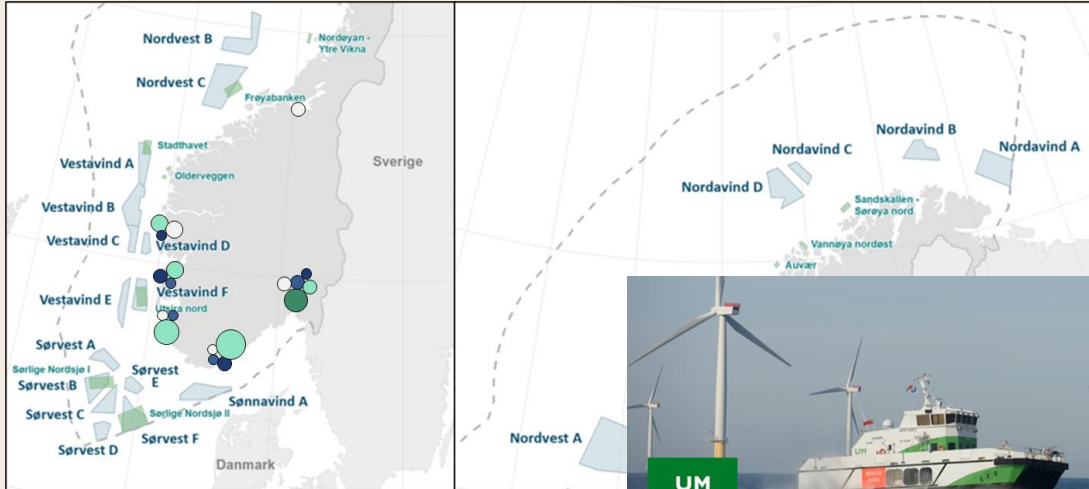 Nordvest B
Nordøyan -
Ytre Vikna
Nordvest C
Frøyabanken
Stadthavet
Vestavind A
Olderveggen
Sverige
Vestavind B
Vestavind C
Vestavind D
Vestavind E
Vestavind F
Utsira nord
Sørvest A
Sørlige Nordsjø I
Sørvest
E
Sørvest B
Sørvest C
Sørlige Nordsjø II
Sønnavind A
Sørvest D
Sørvest F
Danmark
Nordavind B
Nordavind C
Nordavind A
Nordavind D
Sandskallen -
Sørøya nord
Vannøya nordøst
Auvær
Nordvest A
UM
UM